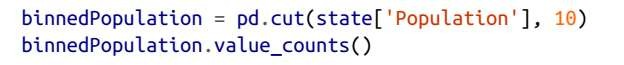 binnedPopulation = pd.cut(state['Population'], 10)
binnedPopulation.value_counts()